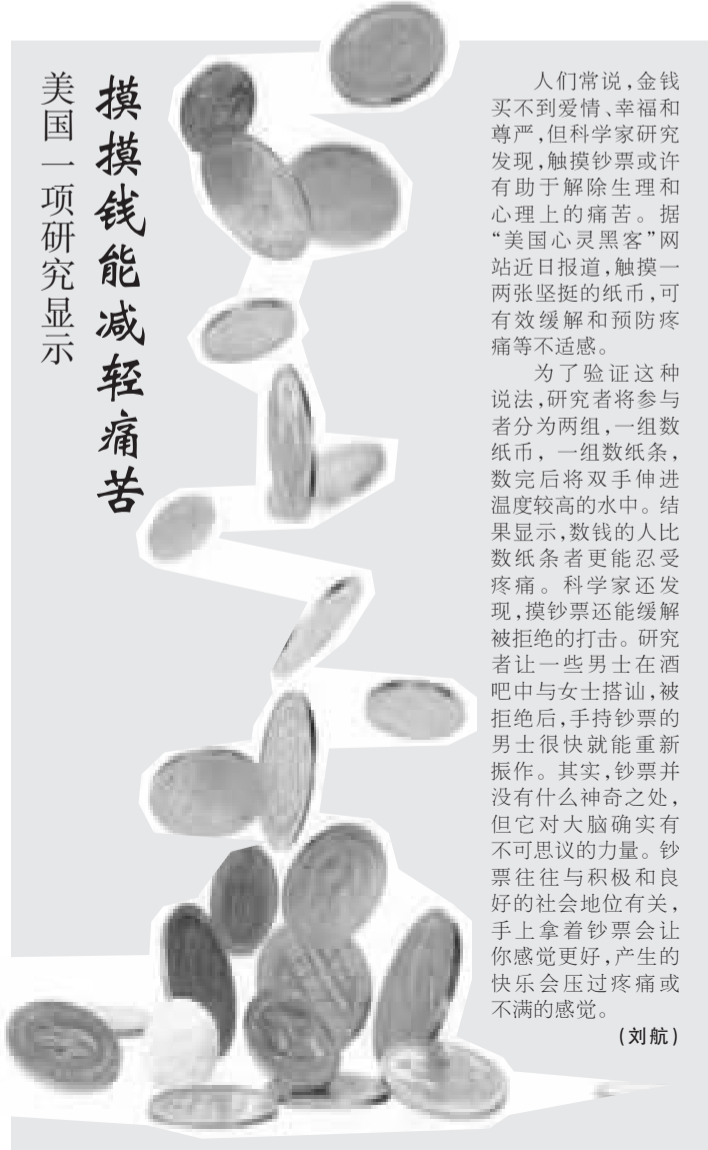 美国一项研究显示
摸摸钱能减轻痛苦
人们常说，金钱
买不到爱情、幸福和
尊严，但科学家研究
发现，触摸钞票或许
有助于解除生理和
心理上的痛苦。据
“美国心灵黑客”网
站近日报道，触摸一
两张坚挺的纸币，可
有效缓解和预防疼
痛等不适感。
为了验证这种
说法，研究者将参与
者分为两组，一组数
纸币，一组数纸条，
数完后将双手伸进
温度较高的水中。结
果显示，数钱的人比
数纸条者更能忍受
疼痛。科学家还发
现，摸钞票还能缓解
被拒绝的打击。研究
者让一些男士在酒
吧中与女士搭讪，被
拒绝后，手持钞票的
男士很快就能重新
振作。其实，钞票并
没有什么神奇之处，
但它对大脑确实有
不可思议的力量。钞
票往往与积极和良
好的社会地位有关，
手上拿着钞票会让
你感觉更好，产生的
快乐会压过疼痛或
不满的感觉。
（刘航）